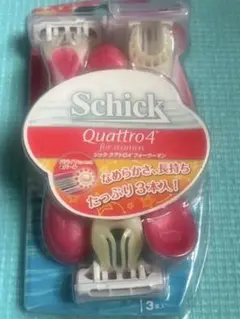 Schick
Quattro4
for women
シック クアトロ4 フォーウーマン
なめらかさ、長持ち
たっぷり3本入!
3本入